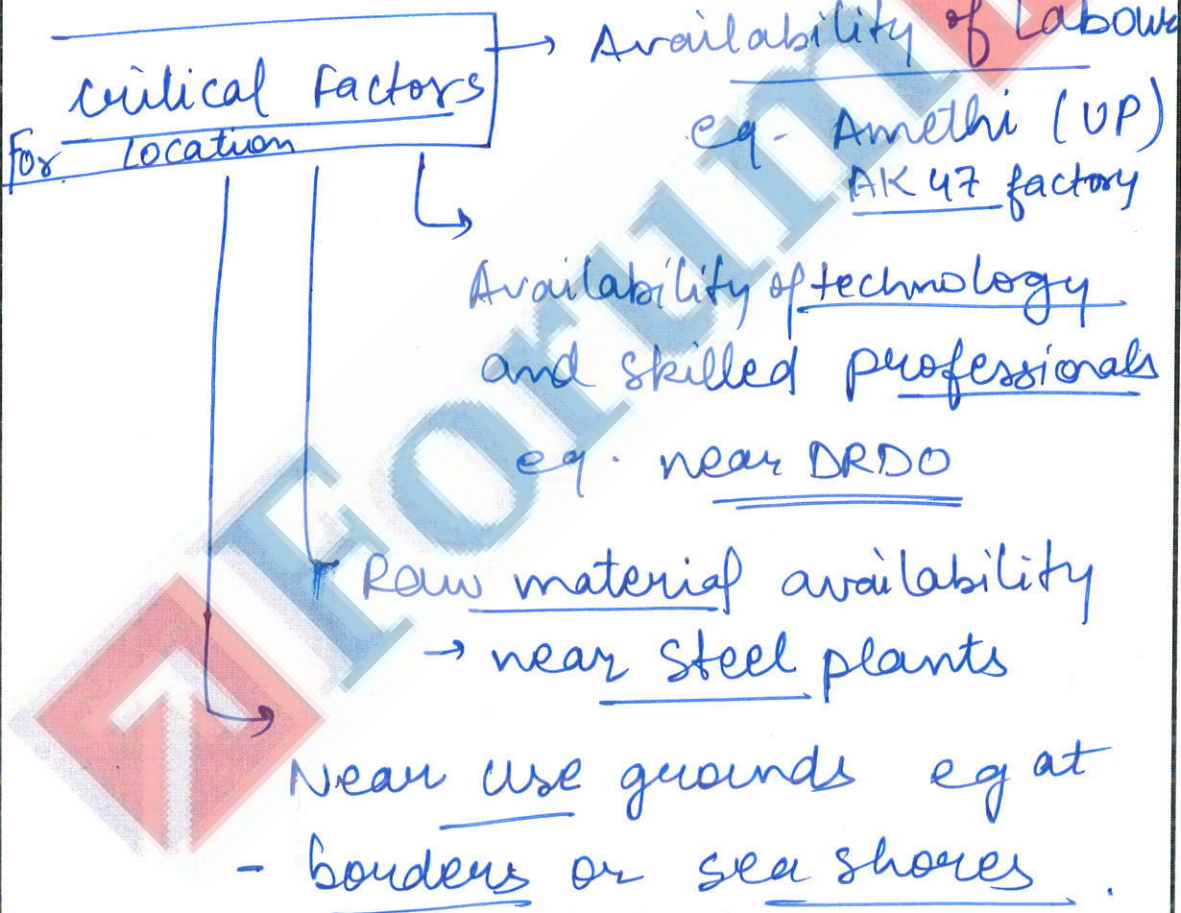 Critical Factors
For Location
→ Availability of Labour
eg- Amethi (UP)
AK 47 factory
Availability of technology
and skilled professionals
eg. near DRDO
Raw material availability
→ near Steel plants
Near use grounds eg at
- borders or sea shores.
Forum